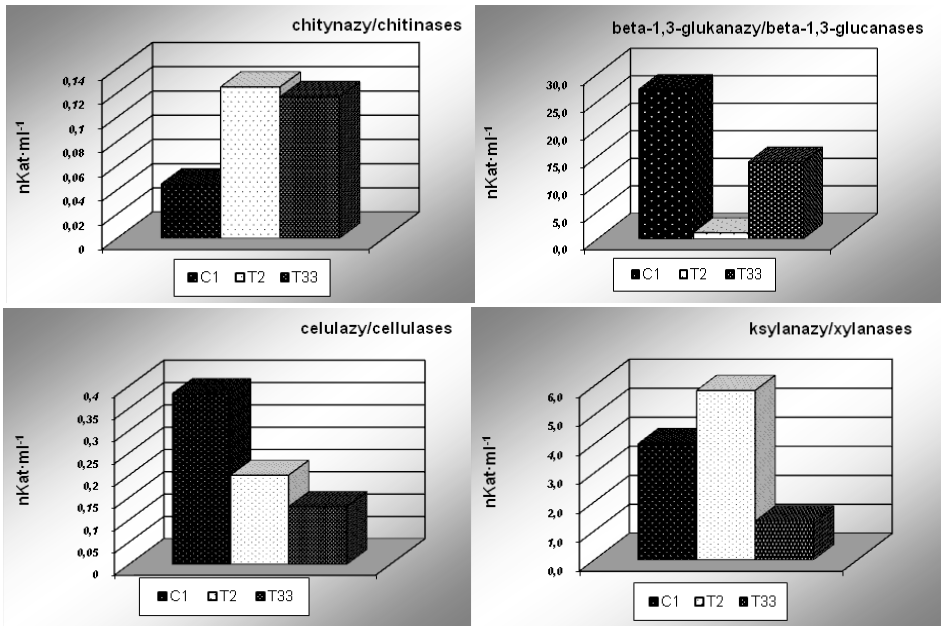 chitynazy/chitinases
0,14
0,12
0,1
0,08
0,06
0,04
0,02
0
nKat·ml⁻¹
C1 T2 T33
beta-1,3-glukanazy/beta-1,3-glucanases
30,0
25,0
20,0
15,0
10,0
5,0
0,0
nKat·ml⁻¹
C1 T2 T33
celulazy/cellulases
0,4
0,35
0,3
0,25
0,2
0,15
0,1
0,05
0
nKat·ml⁻¹
C1 T2 T33
ksylanazy/xylanases
6,0
5,0
4,0
3,0
2,0
1,0
0,0
nKat·ml⁻¹
C1 T2 T33